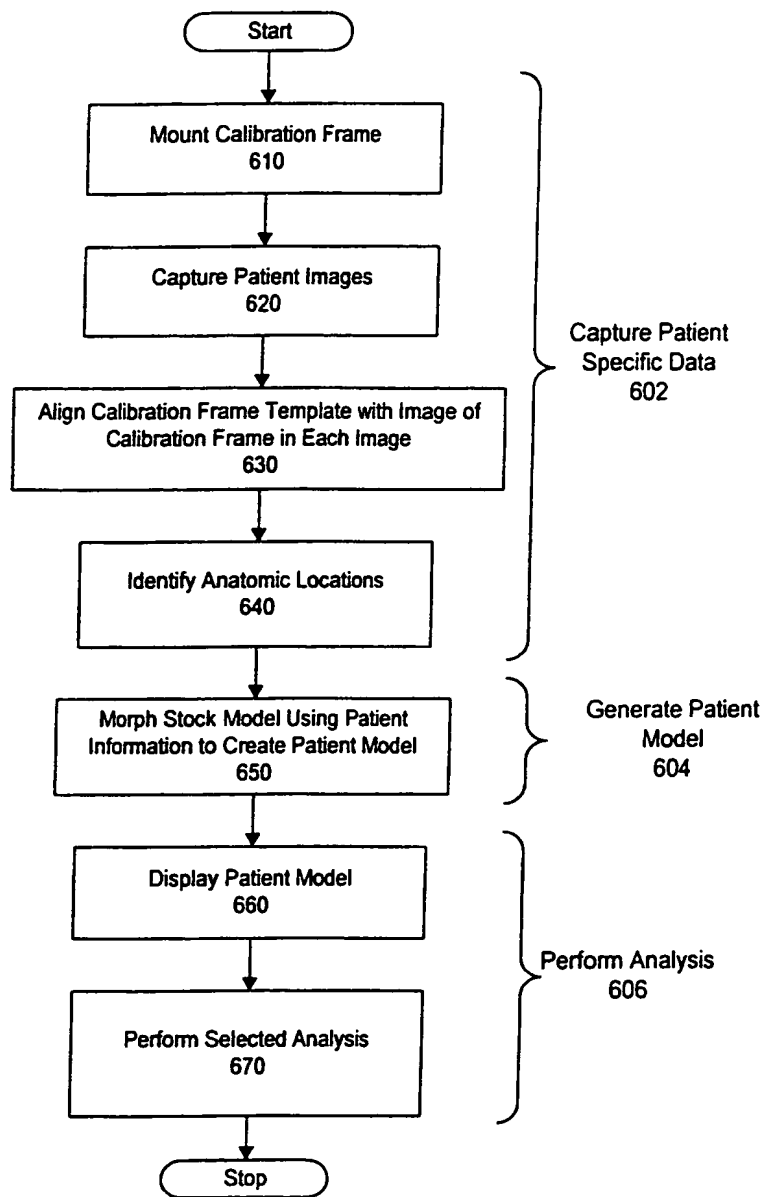 Start
Mount Calibration Frame
610
Capture Patient Images
620
Align Calibration Frame Template with Image of
Calibration Frame in Each Image
630
Identify Anatomic Locations
640
Capture Patient
Specific Data
602
Morph Stock Model Using Patient
Information to Create Patient Model
650
Generate Patient
Model
604
Display Patient Model
660
Perform Selected Analysis
670
Perform Analysis
606
Stop